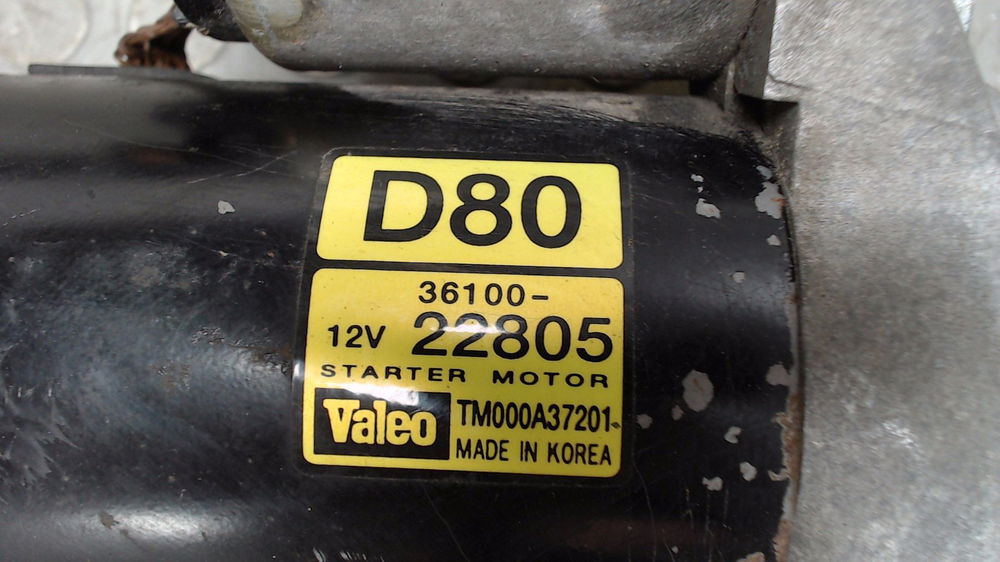 D80
36100-
12V 22805
STARTER MOTOR
Valeo TM000A37201
MADE IN KOREA